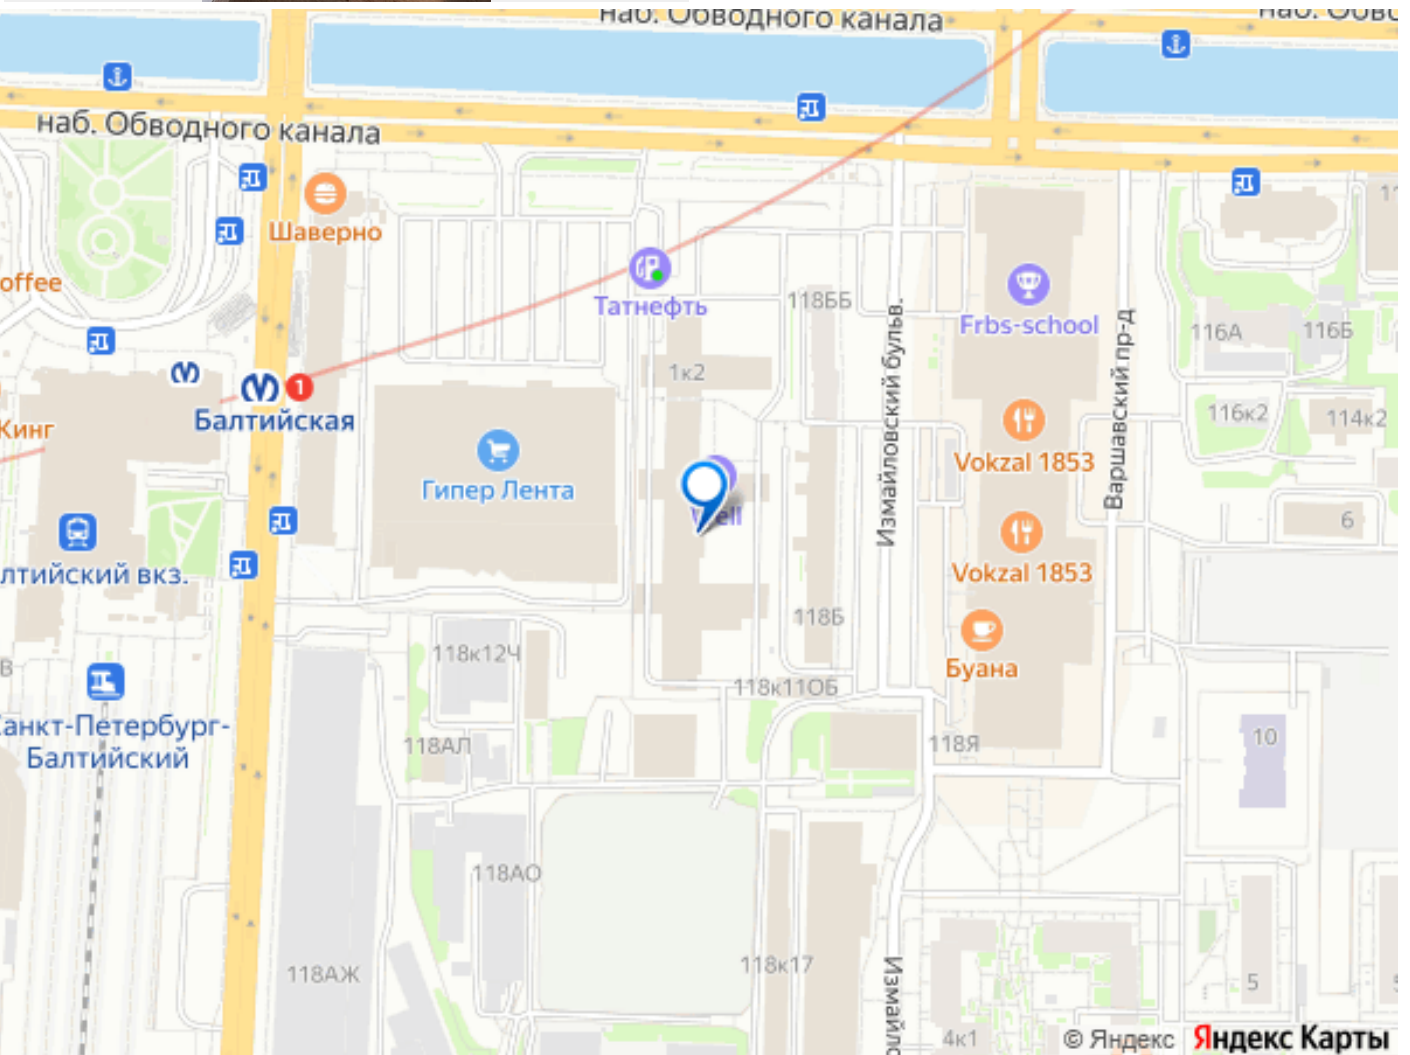 наб. Обводного канала
наб. Обводного канала
Шаверно
offee
Татнефть
118ББ
Frbs-school
116А
116Б
1к2
Измайловский бульв.
Варшавский пр-д
1
Балтийская
Кинг
116к2
114к2
Vokzal 1853
Гипер Лента
6
лтийский вкз.
Vokzal 1853
118Б
118к12Ч
Буана
118к11ОБ
анкт-Петербург-
Балтийский
118АЛ
118Я
10
118АО
118АЖ
118к17
5
4к1
© Яндекс
Яндекс Карты